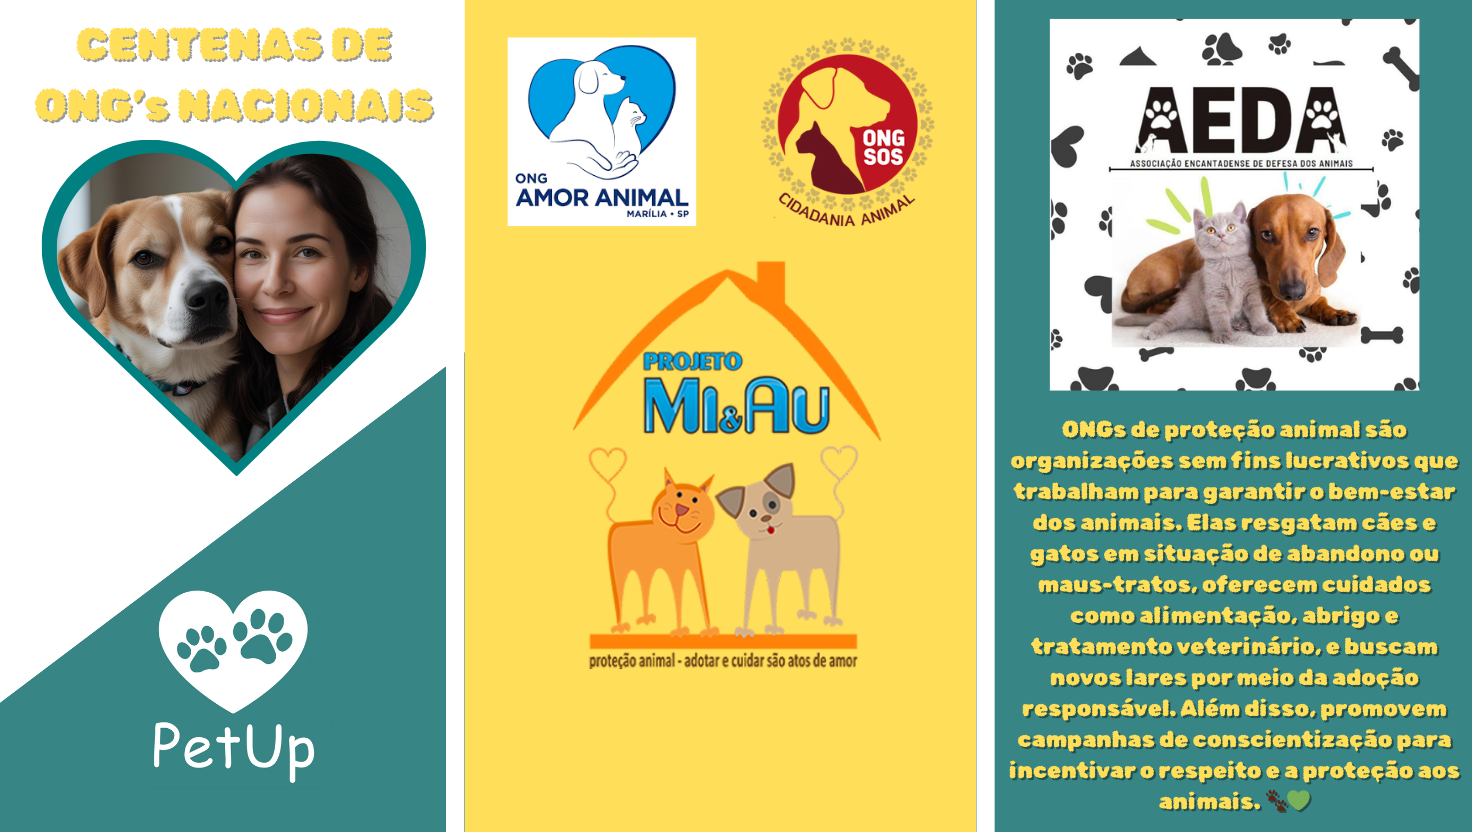 CENTENAS DE
ONG's NACIONAIS
PetUp
ONG
AMOR ANIMAL
MARÍLIA • SP
ONG
SOS
CIDADANIA ANIMAL
PROJETO
MI&AU
proteção animal - adotar e cuidar são atos de amor
AEDA
ASSOCIAÇÃO ENCANTADENSE DE DEFESA DOS ANIMAIS
ONGs de proteção animal são
organizações sem fins lucrativos que
trabalham para garantir o bem-estar
dos animais. Elas resgatam cães e
gatos em situação de abandono ou
maus-tratos, oferecem cuidados
como alimentação, abrigo e
tratamento veterinário, e buscam
novos lares por meio da adoção
responsável. Além disso, promovem
campanhas de conscientização para
incentivar o respeito e a proteção aos
animais. 🐾💚